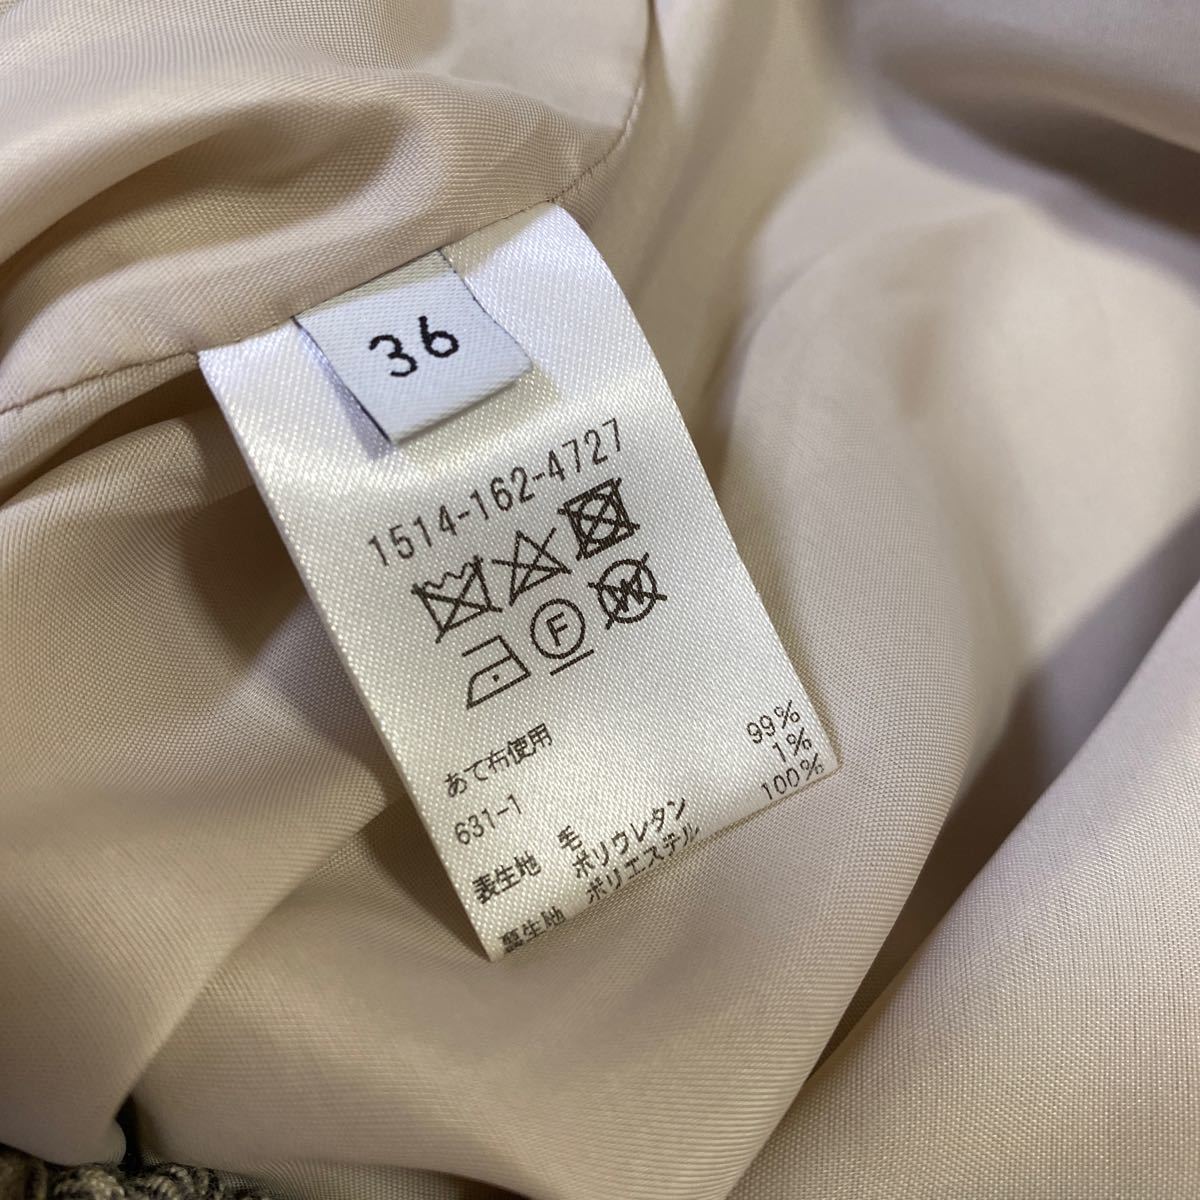 36
1514-162-4727
F
W
あて布使用
631-1
表生地 毛 99%
ポリウレタン 1%
裏生地 ポリエステル 100%